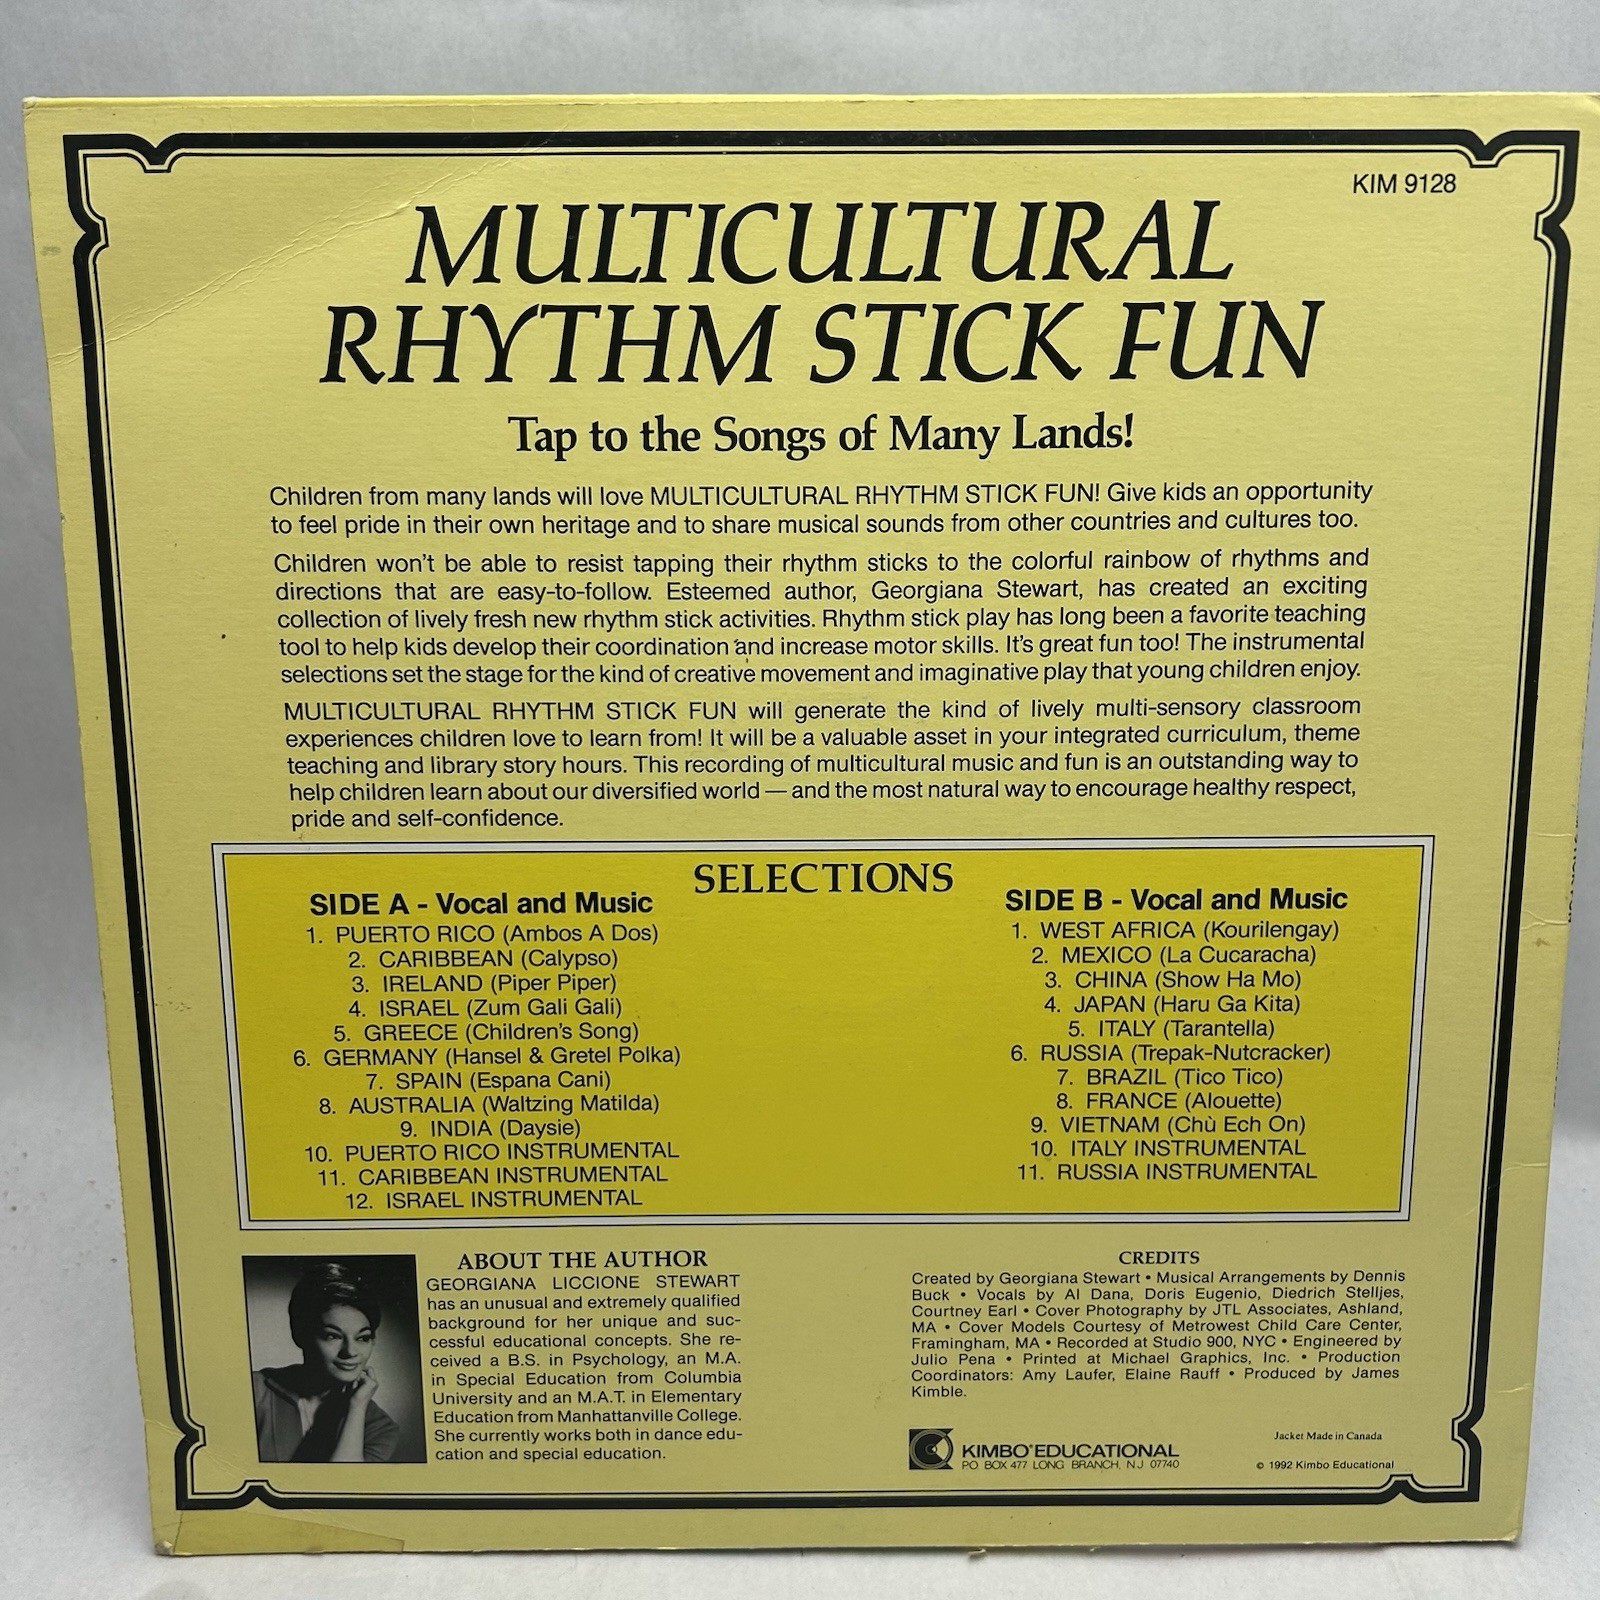 KIM 9128
MULTICULTURAL
RHYTHM STICK FUN
Tap to the Songs of Many Lands!
Children from many lands will love MULTICULTURAL RHYTHM STICK FUN! Give kids an opportunity
to feel pride in their own heritage and to share musical sounds from other countries and cultures too.
Children won't be able to resist tapping their rhythm sticks to the colorful rainbow of rhythms and
directions that are easy-to-follow. Esteemed author, Georgiana Stewart, has created an exciting
collection of lively fresh new rhythm stick activities. Rhythm stick play has long been a favorite teaching
tool to help kids develop their coordination and increase motor skills. It's great fun too! The instrumental
selections set the stage for the kind of creative movement and imaginative play that young children enjoy.
MULTICULTURAL RHYTHM STICK FUN will generate the kind of lively multi-sensory classroom
experiences children love to learn from! It will be a valuable asset in your integrated curriculum, theme
teaching and library story hours. This recording of multicultural music and fun is an outstanding way to
help children learn about our diversified world — and the most natural way to encourage healthy respect,
pride and self-confidence.
SELECTIONS
SIDE A - Vocal and Music
1. PUERTO RICO (Ambos A Dos)
2. CARIBBEAN (Calypso)
3. IRELAND (Piper Piper)
4. ISRAEL (Zum Gali Gali)
5. GREECE (Children's Song)
6. GERMANY (Hansel & Gretel Polka)
7. SPAIN (Espana Cani)
8. AUSTRALIA (Waltzing Matilda)
9. INDIA (Daysie)
10. PUERTO RICO INSTRUMENTAL
11. CARIBBEAN INSTRUMENTAL
12. ISRAEL INSTRUMENTAL
SIDE B - Vocal and Music
1. WEST AFRICA (Kourilengay)
2. MEXICO (La Cucaracha)
3. CHINA (Show Ha Mo)
4. JAPAN (Haru Ga Kita)
5. ITALY (Tarantella)
6. RUSSIA (Trepak-Nutcracker)
7. BRAZIL (Tico Tico)
8. FRANCE (Alouette)
9. VIETNAM (Chù Ech On)
10. ITALY INSTRUMENTAL
11. RUSSIA INSTRUMENTAL
ABOUT THE AUTHOR
GEORGIANA LICCIONE STEWART
has an unusual and extremely qualified
background for her unique and suc-
cessful educational concepts. She re-
ceived a B.S. in Psychology, an M.A.
in Special Education from Columbia
University and an M.A.T. in Elementary
Education from Manhattanville College.
She currently works both in dance edu-
cation and special education.
CREDITS
Created by Georgiana Stewart • Musical Arrangements by Dennis
Buck • Vocals by Al Dana, Doris Eugenio, Diedrich Stelljes,
Courtney Earl • Cover Photography by JTL Associates, Ashland,
MA • Cover Models Courtesy of Metrowest Child Care Center,
Framingham, MA • Recorded at Studio 900, NYC • Engineered by
Julio Pena • Printed at Michael Graphics, Inc. • Production
Coordinators: Amy Laufer, Elaine Rauff • Produced by James
Kimble.
KIMBO® EDUCATIONAL
PO BOX 477 LONG BRANCH, NJ 07740
Jacket Made in Canada
© 1992 Kimbo Educational